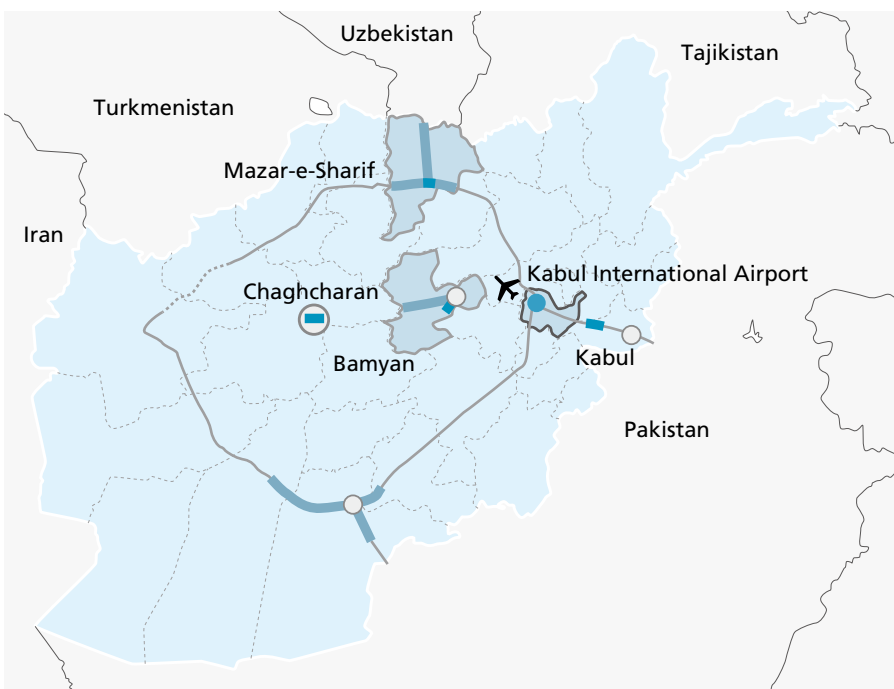 Uzbekistan
Tajikistan
Turkmenistan
Mazar-e-Sharif
Iran
Kabul International Airport
Chaghcharan
Kabul
Bamyan
Pakistan